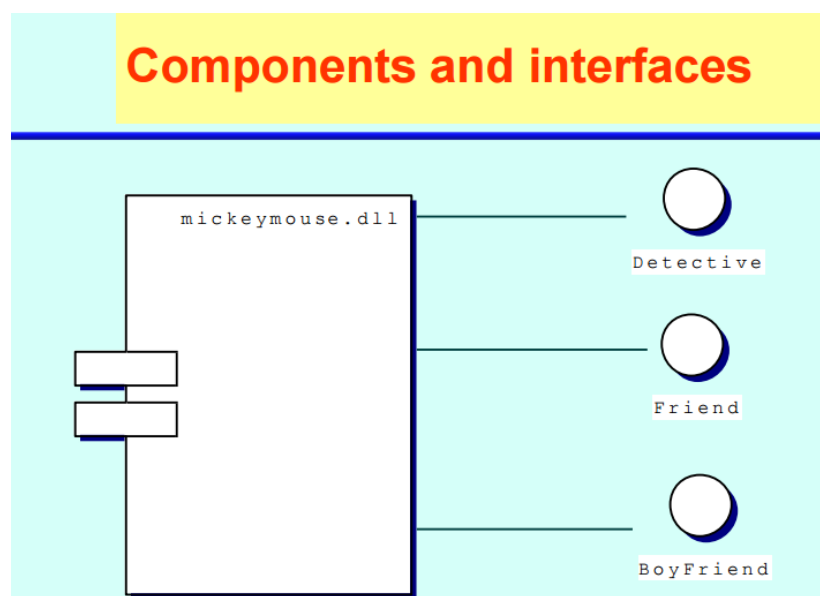 Components and interfaces
mickeymouse.dll
Detective
Friend
BoyFriend